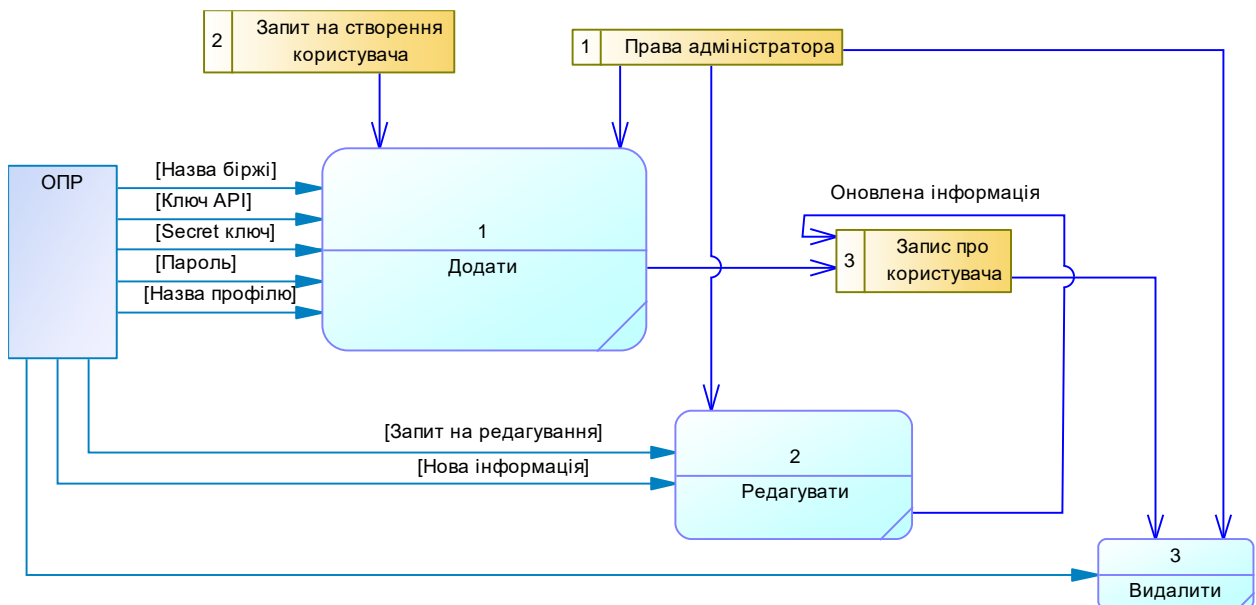 2
Запит на створення
користувача
1
Права адміністратора
ОПР
[Назва біржі]
[Ключ API]
[Secret ключ]
[Пароль]
[Назва профілю]
1
Додати
Оновлена інформація
3
Запис про
користувача
[Запит на редагування]
[Нова інформація]
2
Редагувати
3
Видалити